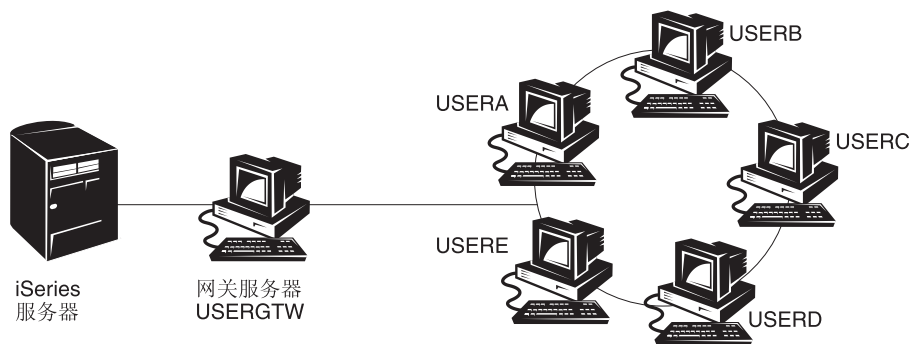 USERB
USERA
USERC
USERE
USERD
iSeries
服务器
网关服务器
USERGTW